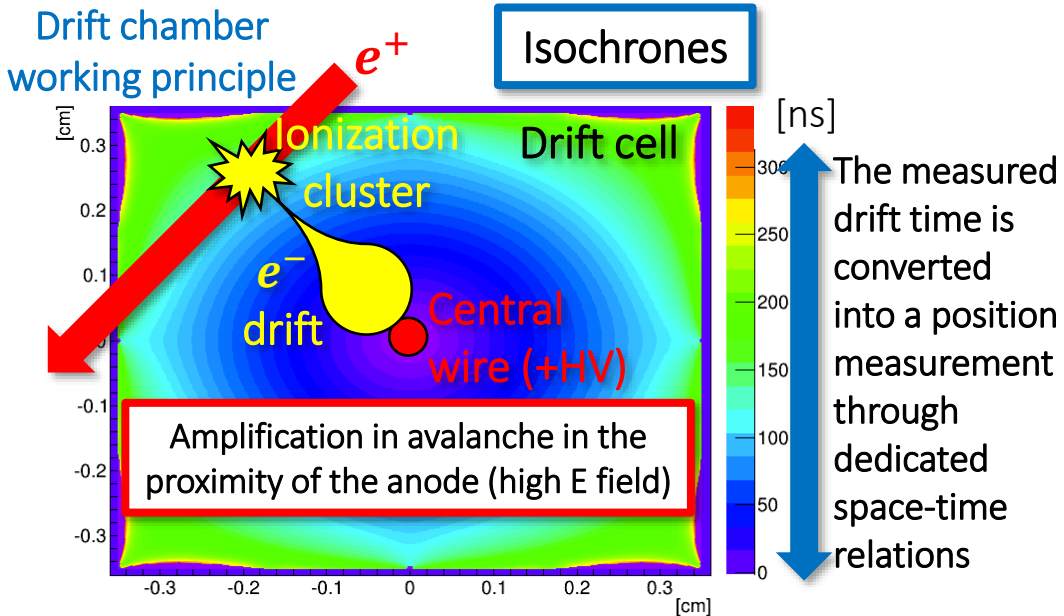 Drift chamber
working principle
e⁺
Isochrones
[ns]
[cm]
Ionization
cluster
Drift cell
e⁻
drift
Central
wire (+HV)
Amplification in avalanche in the
proximity of the anode (high E field)
0.3
0.2
0.1
0
-0.1
-0.2
-0.3
-0.3
-0.2
-0.1
0
0.1
0.2
0.3
[cm]
300
250
200
150
100
50
0
The measured
drift time is
converted
into a position
measurement
through
dedicated
space-time
relations